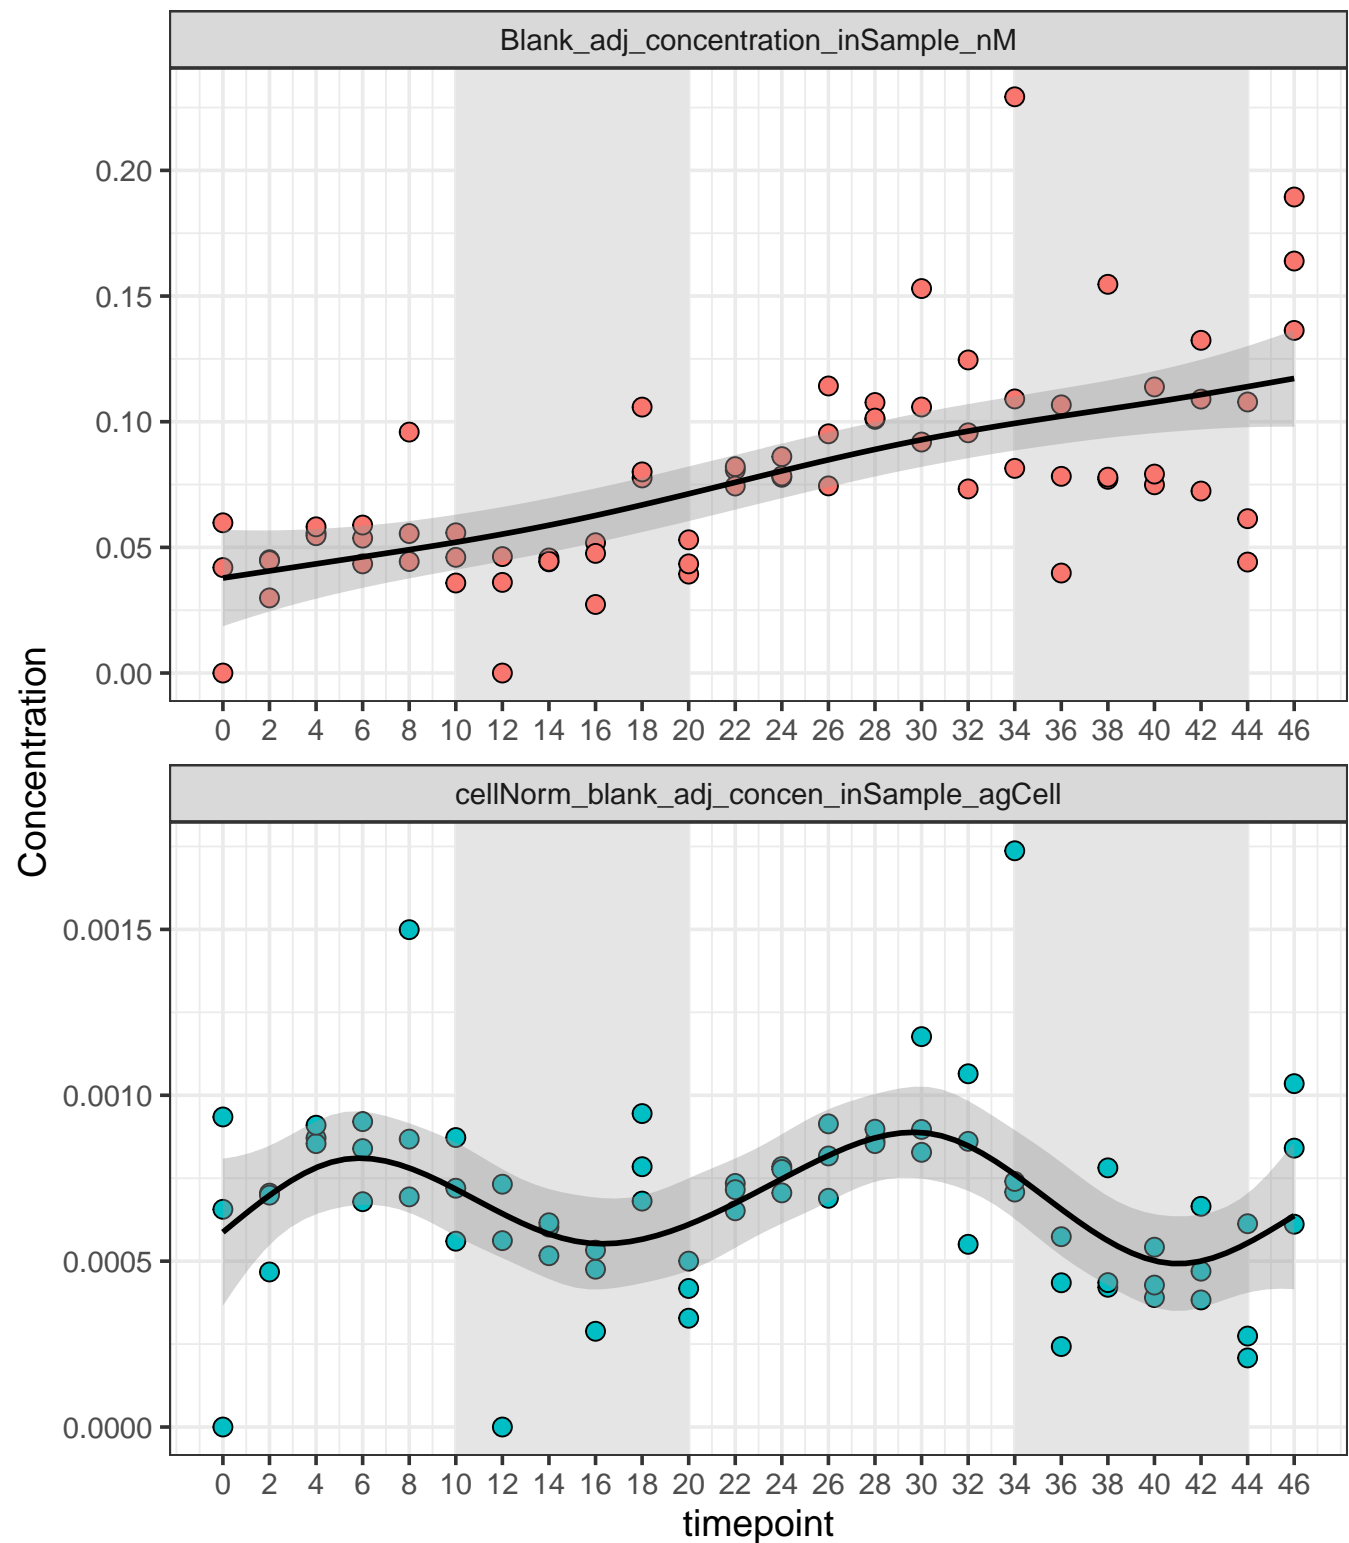 Blank_adj_concentration_inSample_nM
0.20
0.15
0.10
0.05
0.00
0 2 4 6 8 10 12 14 16 18 20 22 24 26 28 30 32 34 36 38 40 42 44 46
Concentration
cellNorm_blank_adj_concen_inSample_agCell
0.0015
0.0010
0.0005
0.0000
0 2 4 6 8 10 12 14 16 18 20 22 24 26 28 30 32 34 36 38 40 42 44 46
timepoint